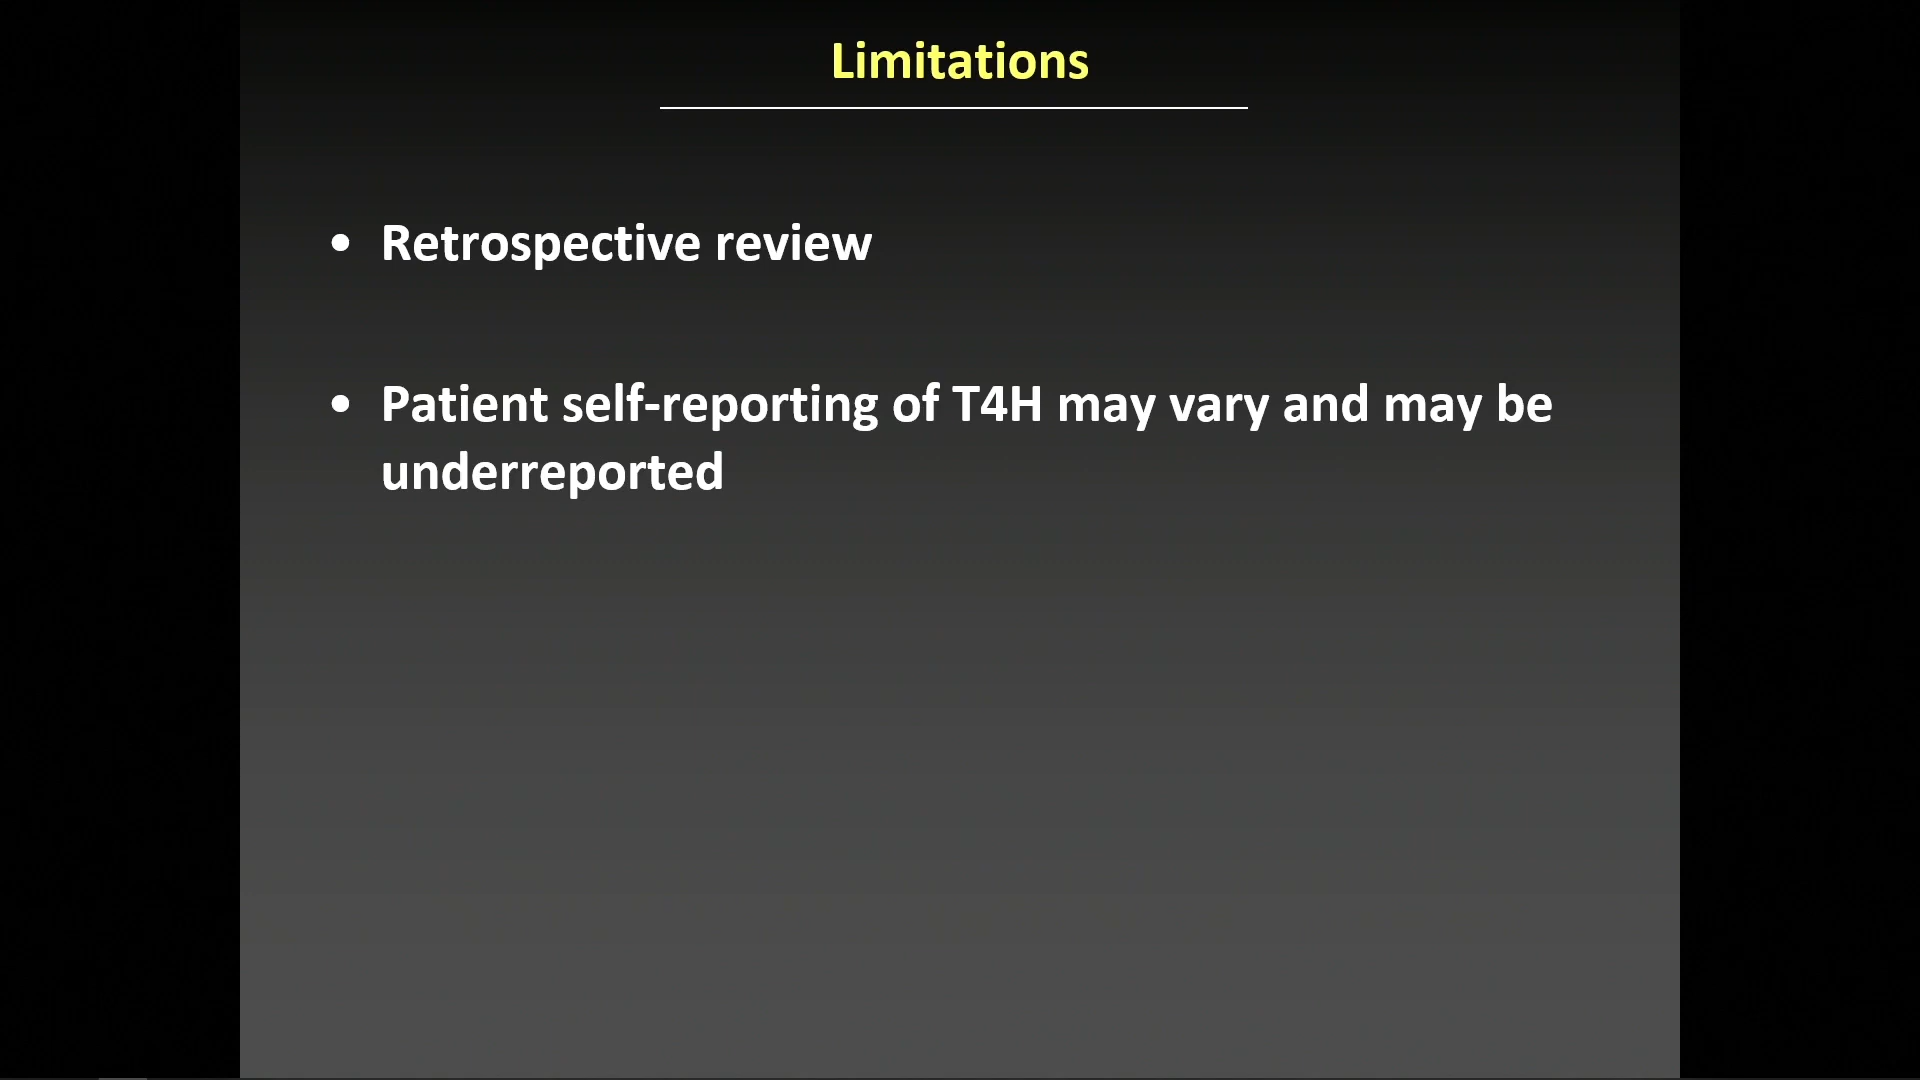 Limitations
• Retrospective review
• Patient self-reporting of T4H may vary and may be
underreported